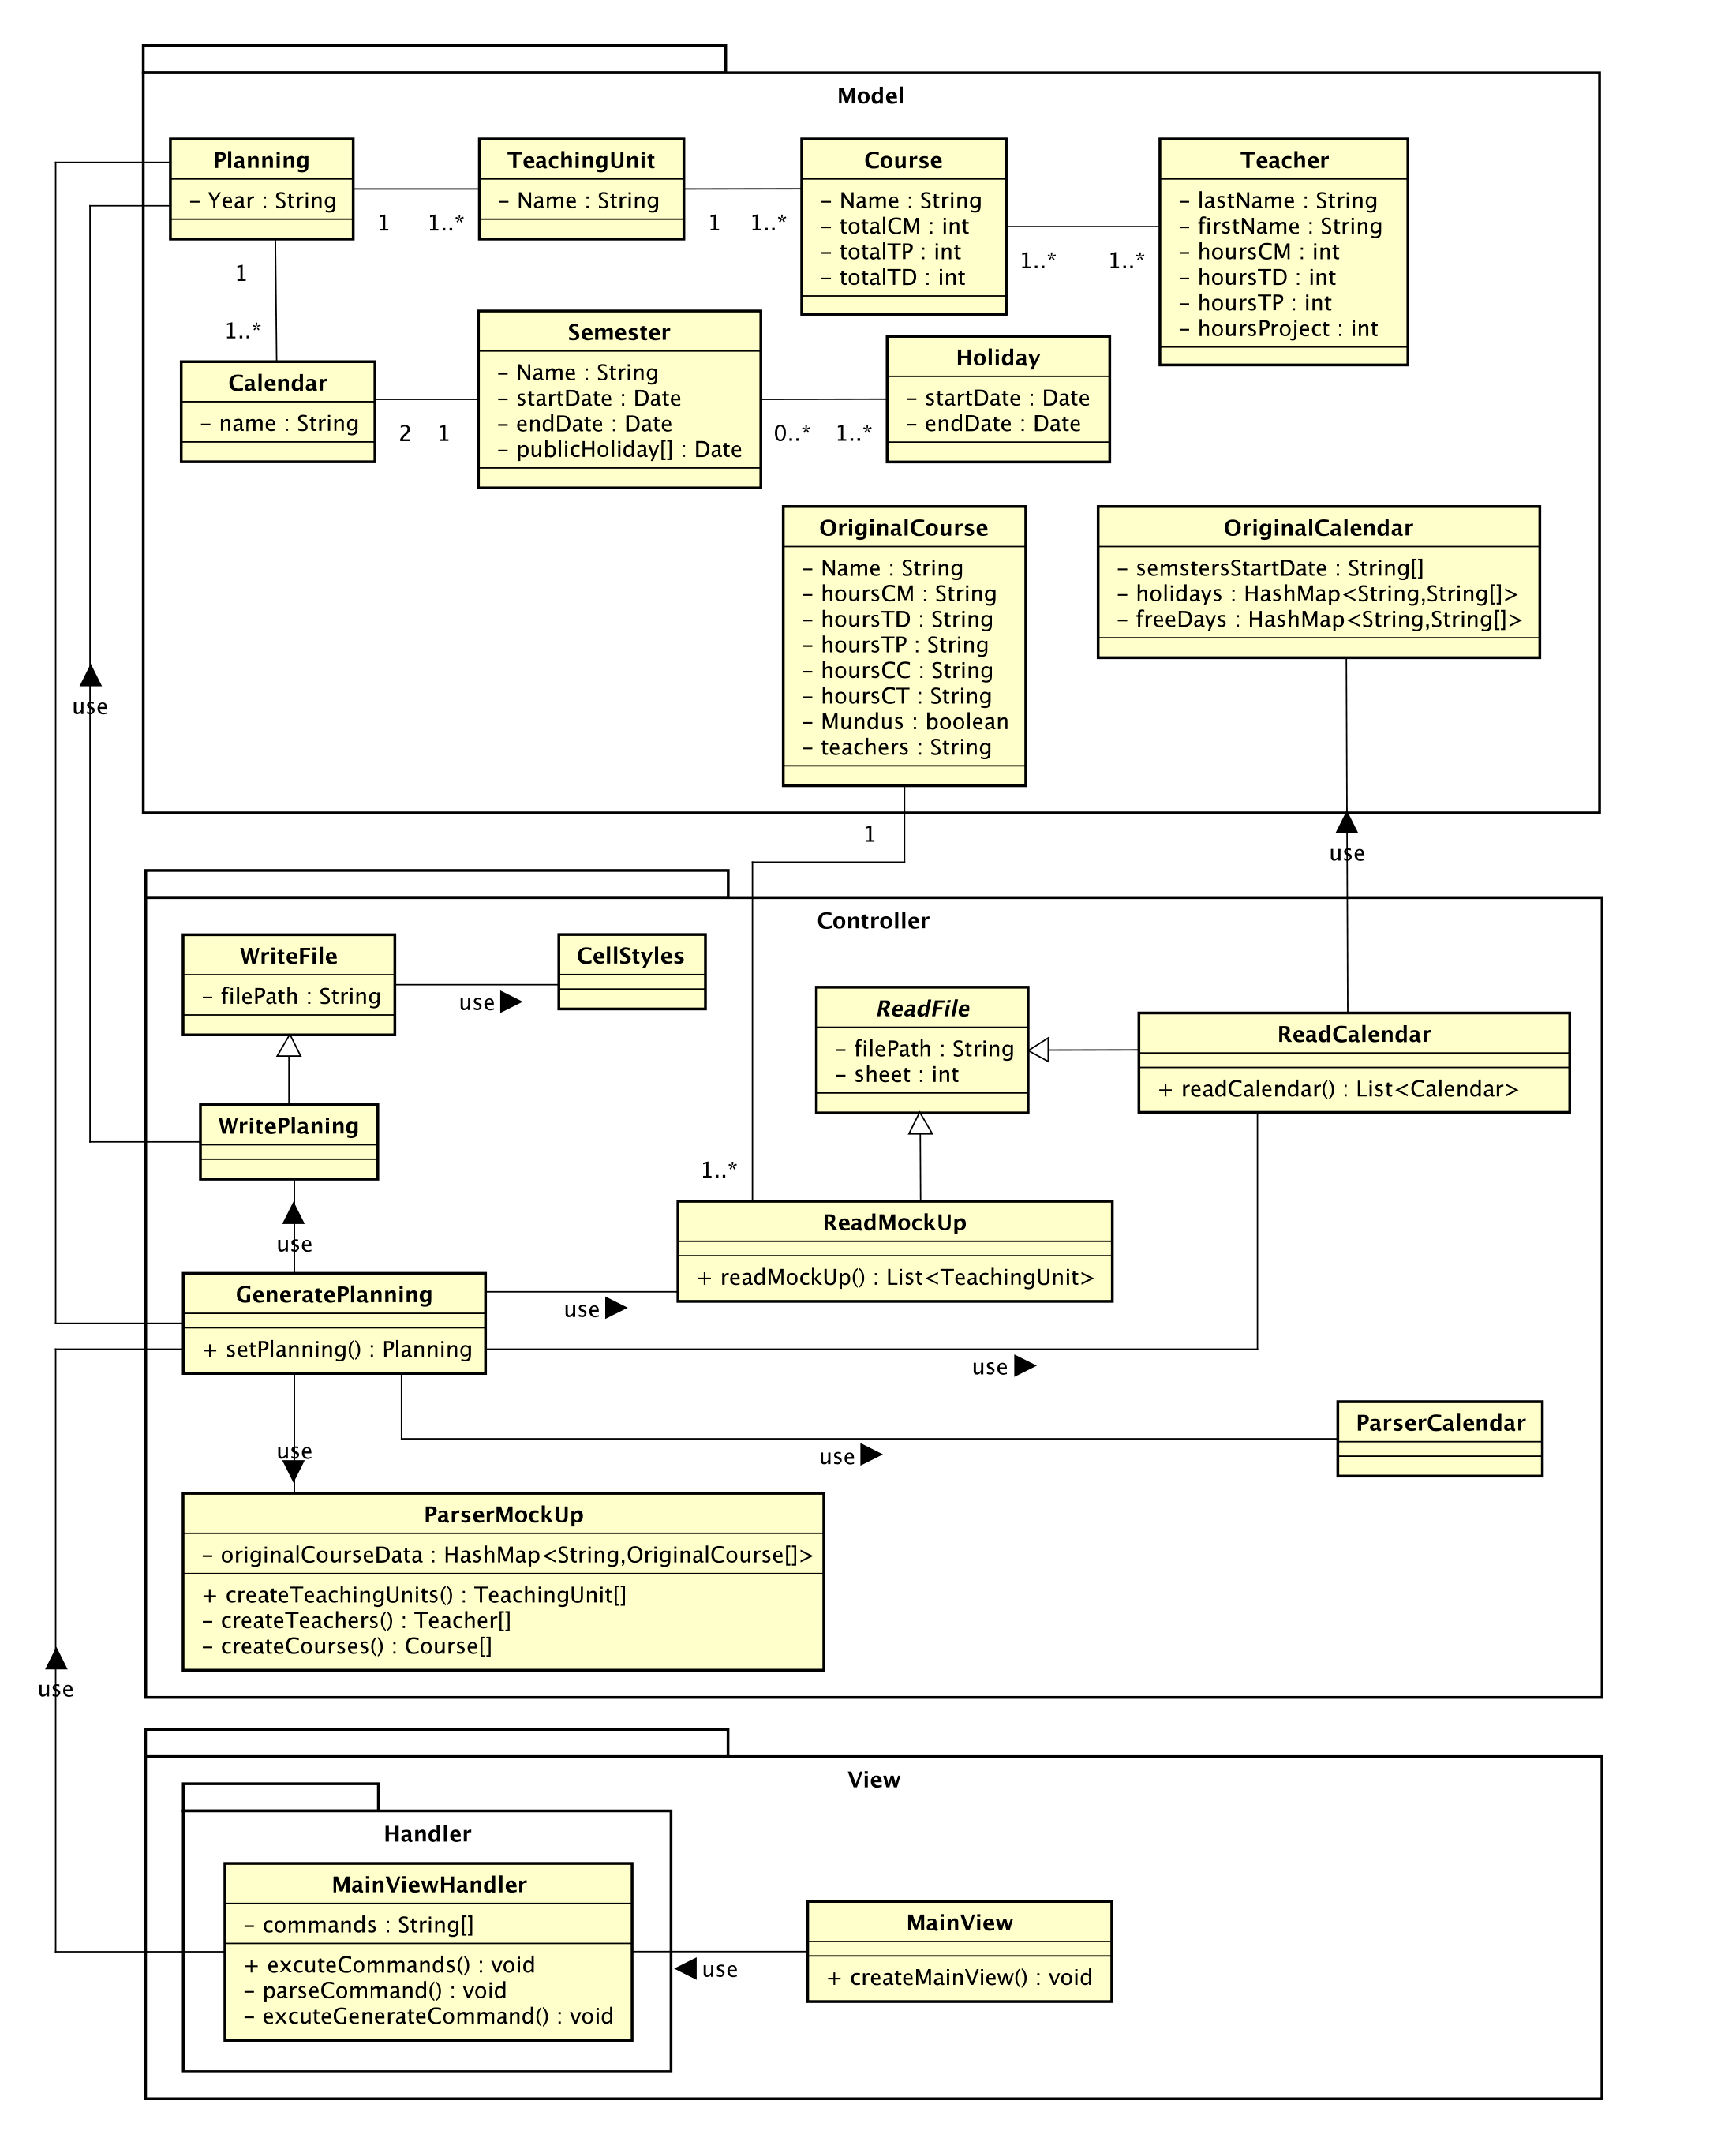 Model
Planning
– Year : String
TeachingUnit
– Name : String
Course
– Name : String
– totalCM : int
– totalTP : int
– totalTD : int
Teacher
– lastName : String
– firstName : String
– hoursCM : int
– hoursTD : int
– hoursTP : int
– hoursProject : int
1 1..*
1 1..*
1..* 1..*
1
1..*
Calendar
– name : String
Semester
– Name : String
– startDate : Date
– endDate : Date
– publicHoliday[] : Date
Holiday
– startDate : Date
– endDate : Date
2 1
0..* 1..*
OriginalCourse
– Name : String
– hoursCM : String
– hoursTD : String
– hoursTP : String
– hoursCC : String
– hoursCT : String
– Mundus : boolean
– teachers : String
OriginalCalendar
– semstersStartDate : String[]
– holidays : HashMap<String,String[]>
– freeDays : HashMap<String,String[]>
use
1
use
Controller
WriteFile
– filePath : String
CellStyles
use
ReadFile
– filePath : String
– sheet : int
ReadCalendar
+ readCalendar() : List<Calendar>
WritePlaning
1..*
use
ReadMockUp
+ readMockUp() : List<TeachingUnit>
GeneratePlanning
+ setPlanning() : Planning
use
use
ParserCalendar
use
use
ParserMockUp
– originalCourseData : HashMap<String,OriginalCourse[]>
+ createTeachingUnits() : TeachingUnit[]
– createTeachers() : Teacher[]
– createCourses() : Course[]
use
View
Handler
MainViewHandler
– commands : String[]
+ excuteCommands() : void
– parseCommand() : void
– excuteGenerateCommand() : void
use
MainView
+ createMainView() : void